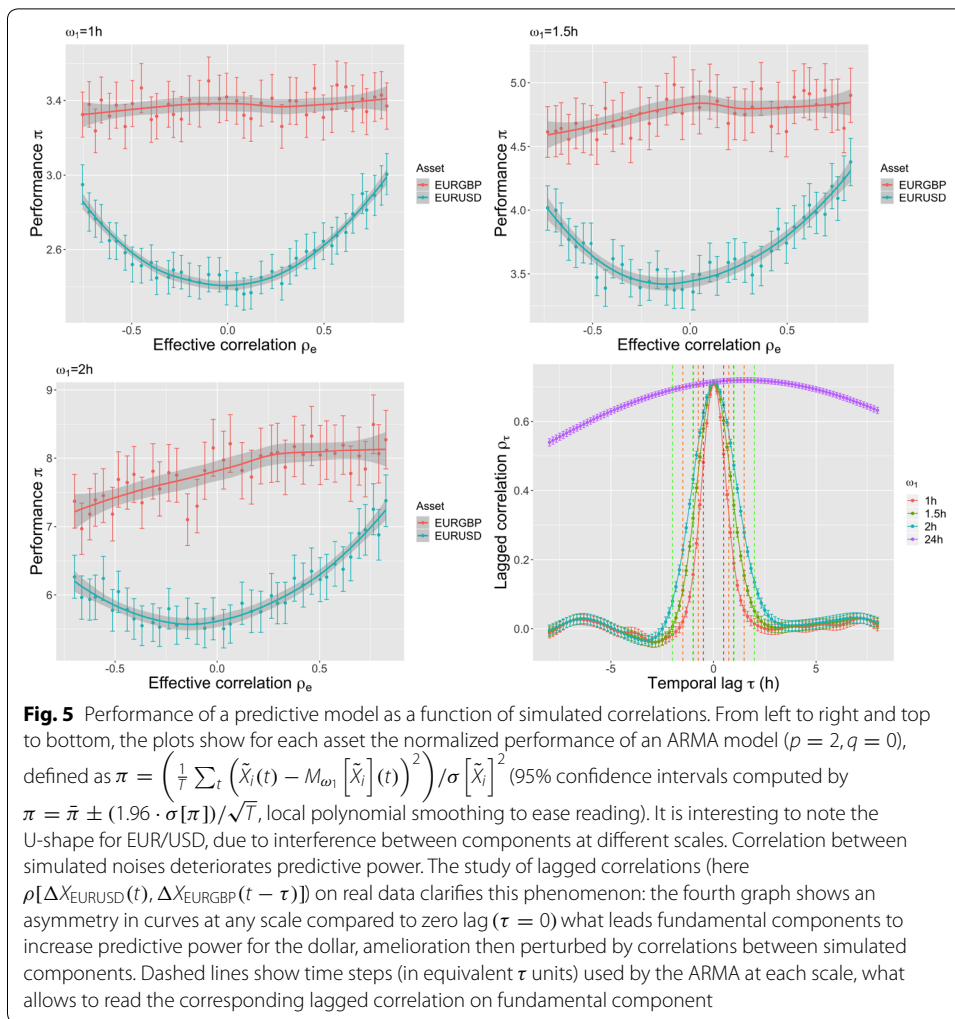 ω₁=1h
3.4
3.0
2.6
Performance π
-0.5 0.0 0.5
Effective correlation ρₑ
Asset
EURGBP
EURUSD
ω₁=1.5h
5.0
4.5
4.0
3.5
Performance π
-0.5 0.0 0.5
Effective correlation ρₑ
Asset
EURGBP
EURUSD
ω₁=2h
9
8
7
6
Performance π
-0.5 0.0 0.5
Effective correlation ρₑ
Asset
EURGBP
EURUSD
0.6
0.4
0.2
0.0
Lagged correlation ρ_τ
-5 0 5
Temporal lag τ (h)
ω₁
1h
1.5h
2h
24h
Fig. 5 Performance of a predictive model as a function of simulated correlations. From left to right and top
to bottom, the plots show for each asset the normalized performance of an ARMA model (p = 2, q = 0),
defined as π = (1/T ∑_t (X̃_i(t) − M_ω₁[X̃_i](t))²)/σ[X̃_i]² (95% confidence intervals computed by
π = π̄ ± (1.96 · σ[π])/√T, local polynomial smoothing to ease reading). It is interesting to note the
U-shape for EUR/USD, due to interference between components at different scales. Correlation between
simulated noises deteriorates predictive power. The study of lagged correlations (here
ρ[ΔX_EURUSD(t), ΔX_EURGBP(t − τ)]) on real data clarifies this phenomenon: the fourth graph shows an
asymmetry in curves at any scale compared to zero lag (τ = 0) what leads fundamental components to
increase predictive power for the dollar, amelioration then perturbed by correlations between simulated
components. Dashed lines show time steps (in equivalent τ units) used by the ARMA at each scale, what
allows to read the corresponding lagged correlation on fundamental component